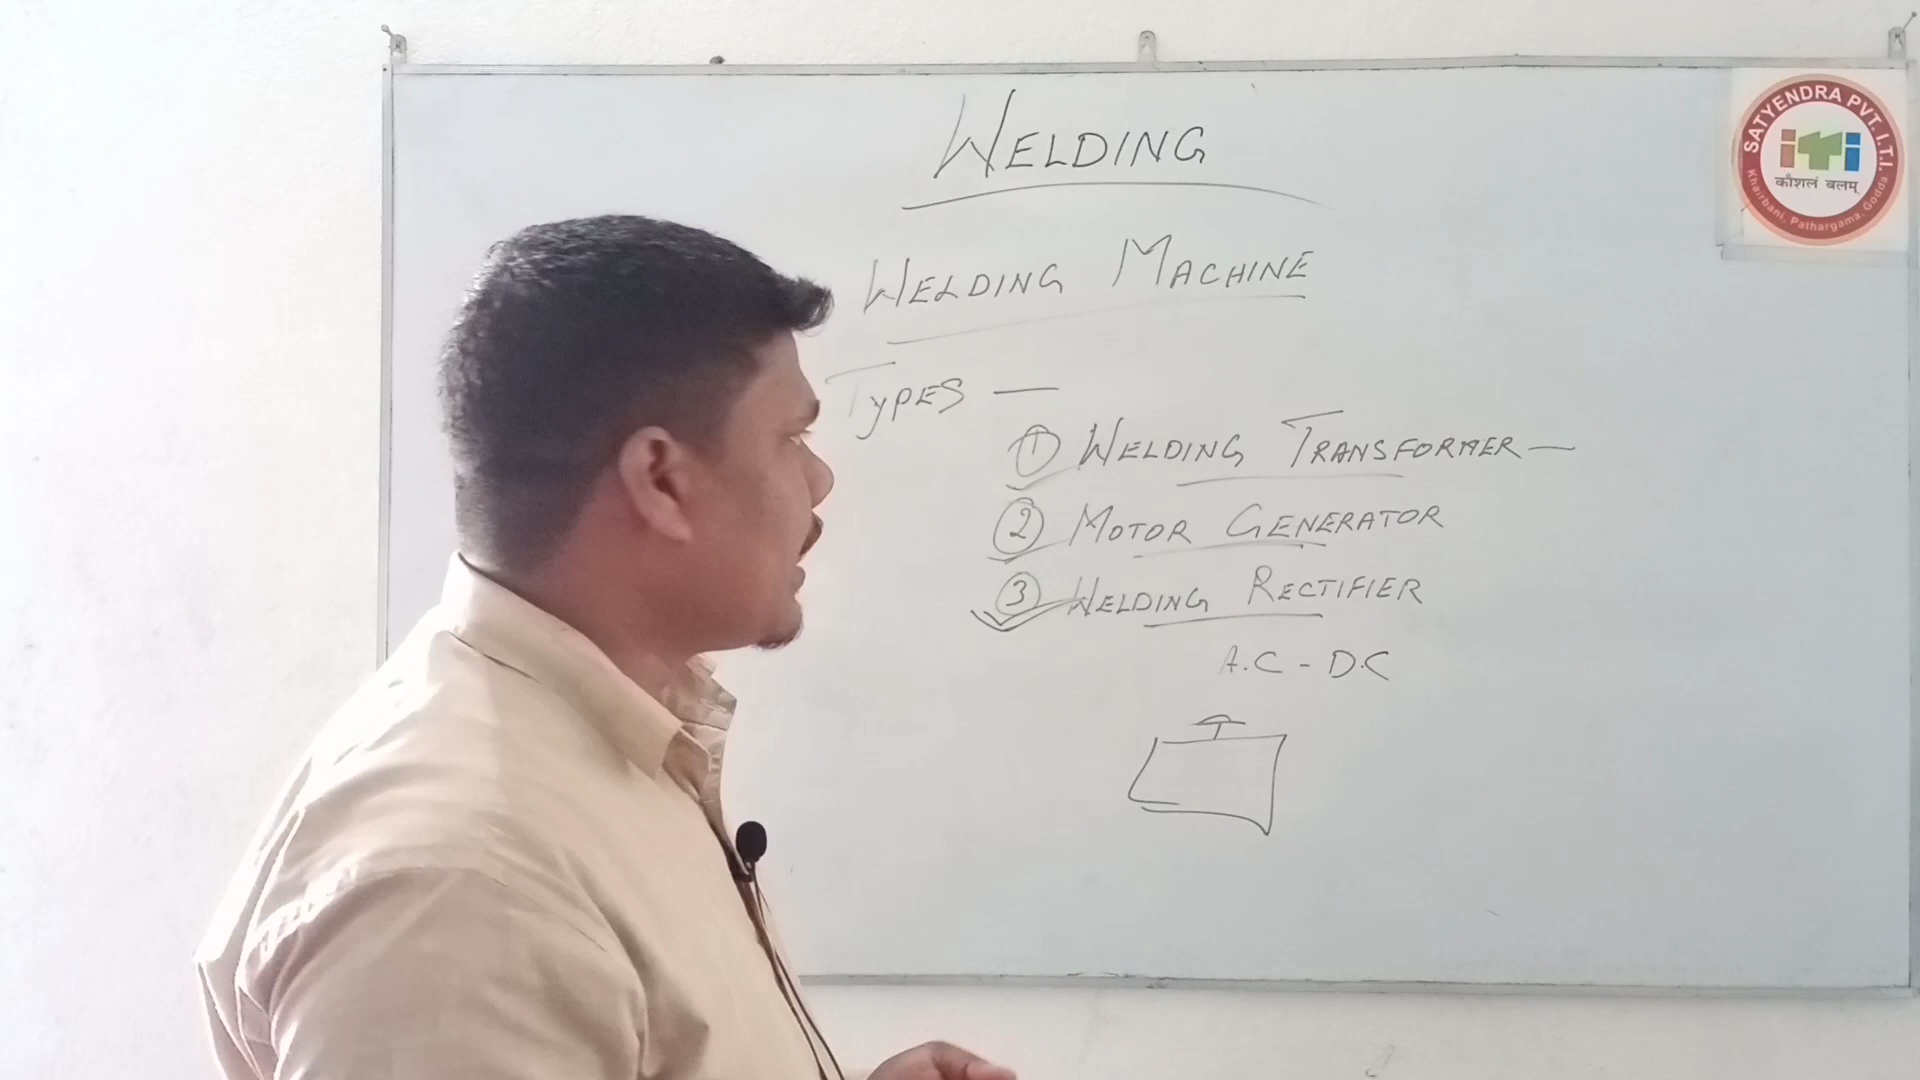 WELDING
WELDING MACHINE
TYPES —
① WELDING TRANSFORMER —
② MOTOR GENERATOR
③ WELDING RECTIFIER
A.C - D.C
SATYENDRA PVT. I.T.I.
iTi
कौशलं बलम्
Khairbani, Pathargama, Godda